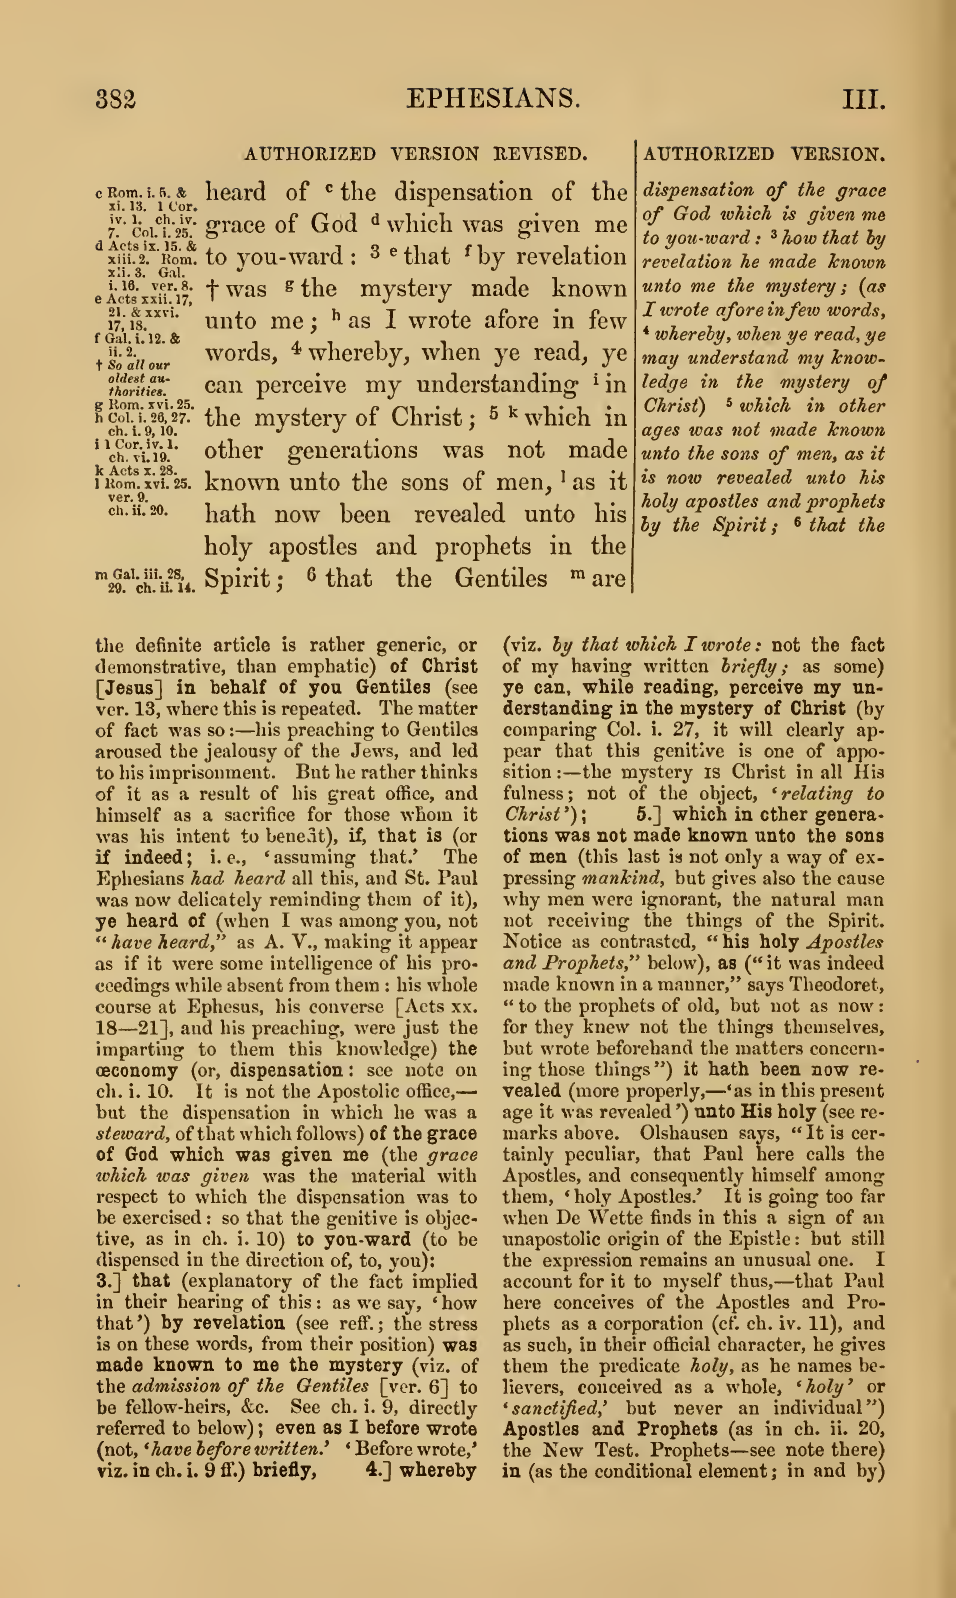 382 EPHESIANS. III.
AUTHORIZED VERSION REVISED.
c Rom. i. 5. &
xi. 13. 1 Cor.
iv. 1. ch. iv.
7. Col. i. 25.
d Acts ix. 15. &
xiii. 2. Rom.
xii. 3. Gal.
i. 16. ver. 8.
e Acts xxii. 17,
21. & xxvi.
17, 18.
f Gal. i. 12. &
ii. 2.
† So all our
oldest au-
thorities.
g Rom. xvi. 25.
h Col. i. 26, 27.
ch. i. 9, 10.
i 1 Cor. iv. 1.
ch. vi. 19.
k Acts x. 28.
l Rom. xvi. 25.
ver. 9.
ch. ii. 20.
m Gal. iii. 28,
29. ch. ii. 14.
heard of c the dispensation of the
grace of God d which was given me
to you-ward : 3 e that f by revelation
† was g the mystery made known
unto me ; h as I wrote afore in few
words, 4 whereby, when ye read, ye
can perceive my understanding i in
the mystery of Christ ; 5 k which in
other generations was not made
known unto the sons of men, l as it
hath now been revealed unto his
holy apostles and prophets in the
Spirit ; 6 that the Gentiles m are
AUTHORIZED VERSION.
dispensation of the grace
of God which is given me
to you-ward : 3 how that by
revelation he made known
unto me the mystery ; (as
I wrote afore in few words,
4 whereby, when ye read, ye
may understand my know-
ledge in the mystery of
Christ) 5 which in other
ages was not made known
unto the sons of men, as it
is now revealed unto his
holy apostles and prophets
by the Spirit ; 6 that the
the definite article is rather generic, or
demonstrative, than emphatic) of Christ
[Jesus] in behalf of you Gentiles (see
ver. 13, where this is repeated. The matter
of fact was so :—his preaching to Gentiles
aroused the jealousy of the Jews, and led
to his imprisonment. But he rather thinks
of it as a result of his great office, and
himself as a sacrifice for those whom it
was his intent to benefit), if, that is (or
if indeed ; i. e., ‘assuming that.’ The
Ephesians had heard all this, and St. Paul
was now delicately reminding them of it),
ye heard of (when I was among you, not
“have heard,” as A. V., making it appear
as if it were some intelligence of his pro-
ceedings while absent from them : his whole
course at Ephesus, his converse [Acts xx.
18—21], and his preaching, were just the
imparting to them this knowledge) the
œconomy (or, dispensation : see note on
ch. i. 10. It is not the Apostolic office,—
but the dispensation in which he was a
steward, of that which follows) of the grace
of God which was given me (the grace
which was given was the material with
respect to which the dispensation was to
be exercised : so that the genitive is objec-
tive, as in ch. i. 10) to you-ward (to be
dispensed in the direction of, to, you):
3.] that (explanatory of the fact implied
in their hearing of this : as we say, ‘how
that’) by revelation (see reff. ; the stress
is on these words, from their position) was
made known to me the mystery (viz. of
the admission of the Gentiles [ver. 6] to
be fellow-heirs, &c. See ch. i. 9, directly
referred to below) ; even as I before wrote
(not, ‘have before written.’ ‘Before wrote,’
viz. in ch. i. 9 ff.) briefly, 4.] whereby
(viz. by that which I wrote : not the fact
of my having written briefly ; as some)
ye can, while reading, perceive my un-
derstanding in the mystery of Christ (by
comparing Col. i. 27, it will clearly ap-
pear that this genitive is one of appo-
sition :—the mystery IS Christ in all His
fulness ; not of the object, ‘relating to
Christ’) ; 5.] which in other genera-
tions was not made known unto the sons
of men (this last is not only a way of ex-
pressing mankind, but gives also the cause
why men were ignorant, the natural man
not receiving the things of the Spirit.
Notice as contrasted, “his holy Apostles
and Prophets,” below), as (“it was indeed
made known in a manner,” says Theodoret,
“to the prophets of old, but not as now :
for they knew not the things themselves,
but wrote beforehand the matters concern-
ing those things”) it hath been now re-
vealed (more properly,—‘as in this present
age it was revealed’) unto His holy (see re-
marks above. Olshausen says, “It is cer-
tainly peculiar, that Paul here calls the
Apostles, and consequently himself among
them, ‘holy Apostles.’ It is going too far
when De Wette finds in this a sign of an
unapostolic origin of the Epistle : but still
the expression remains an unusual one. I
account for it to myself thus,—that Paul
here conceives of the Apostles and Pro-
phets as a corporation (cf. ch. iv. 11), and
as such, in their official character, he gives
them the predicate holy, as he names be-
lievers, conceived as a whole, ‘holy’ or
‘sanctified,’ but never an individual”)
Apostles and Prophets (as in ch. ii. 20,
the New Test. Prophets—see note there)
in (as the conditional element ; in and by)